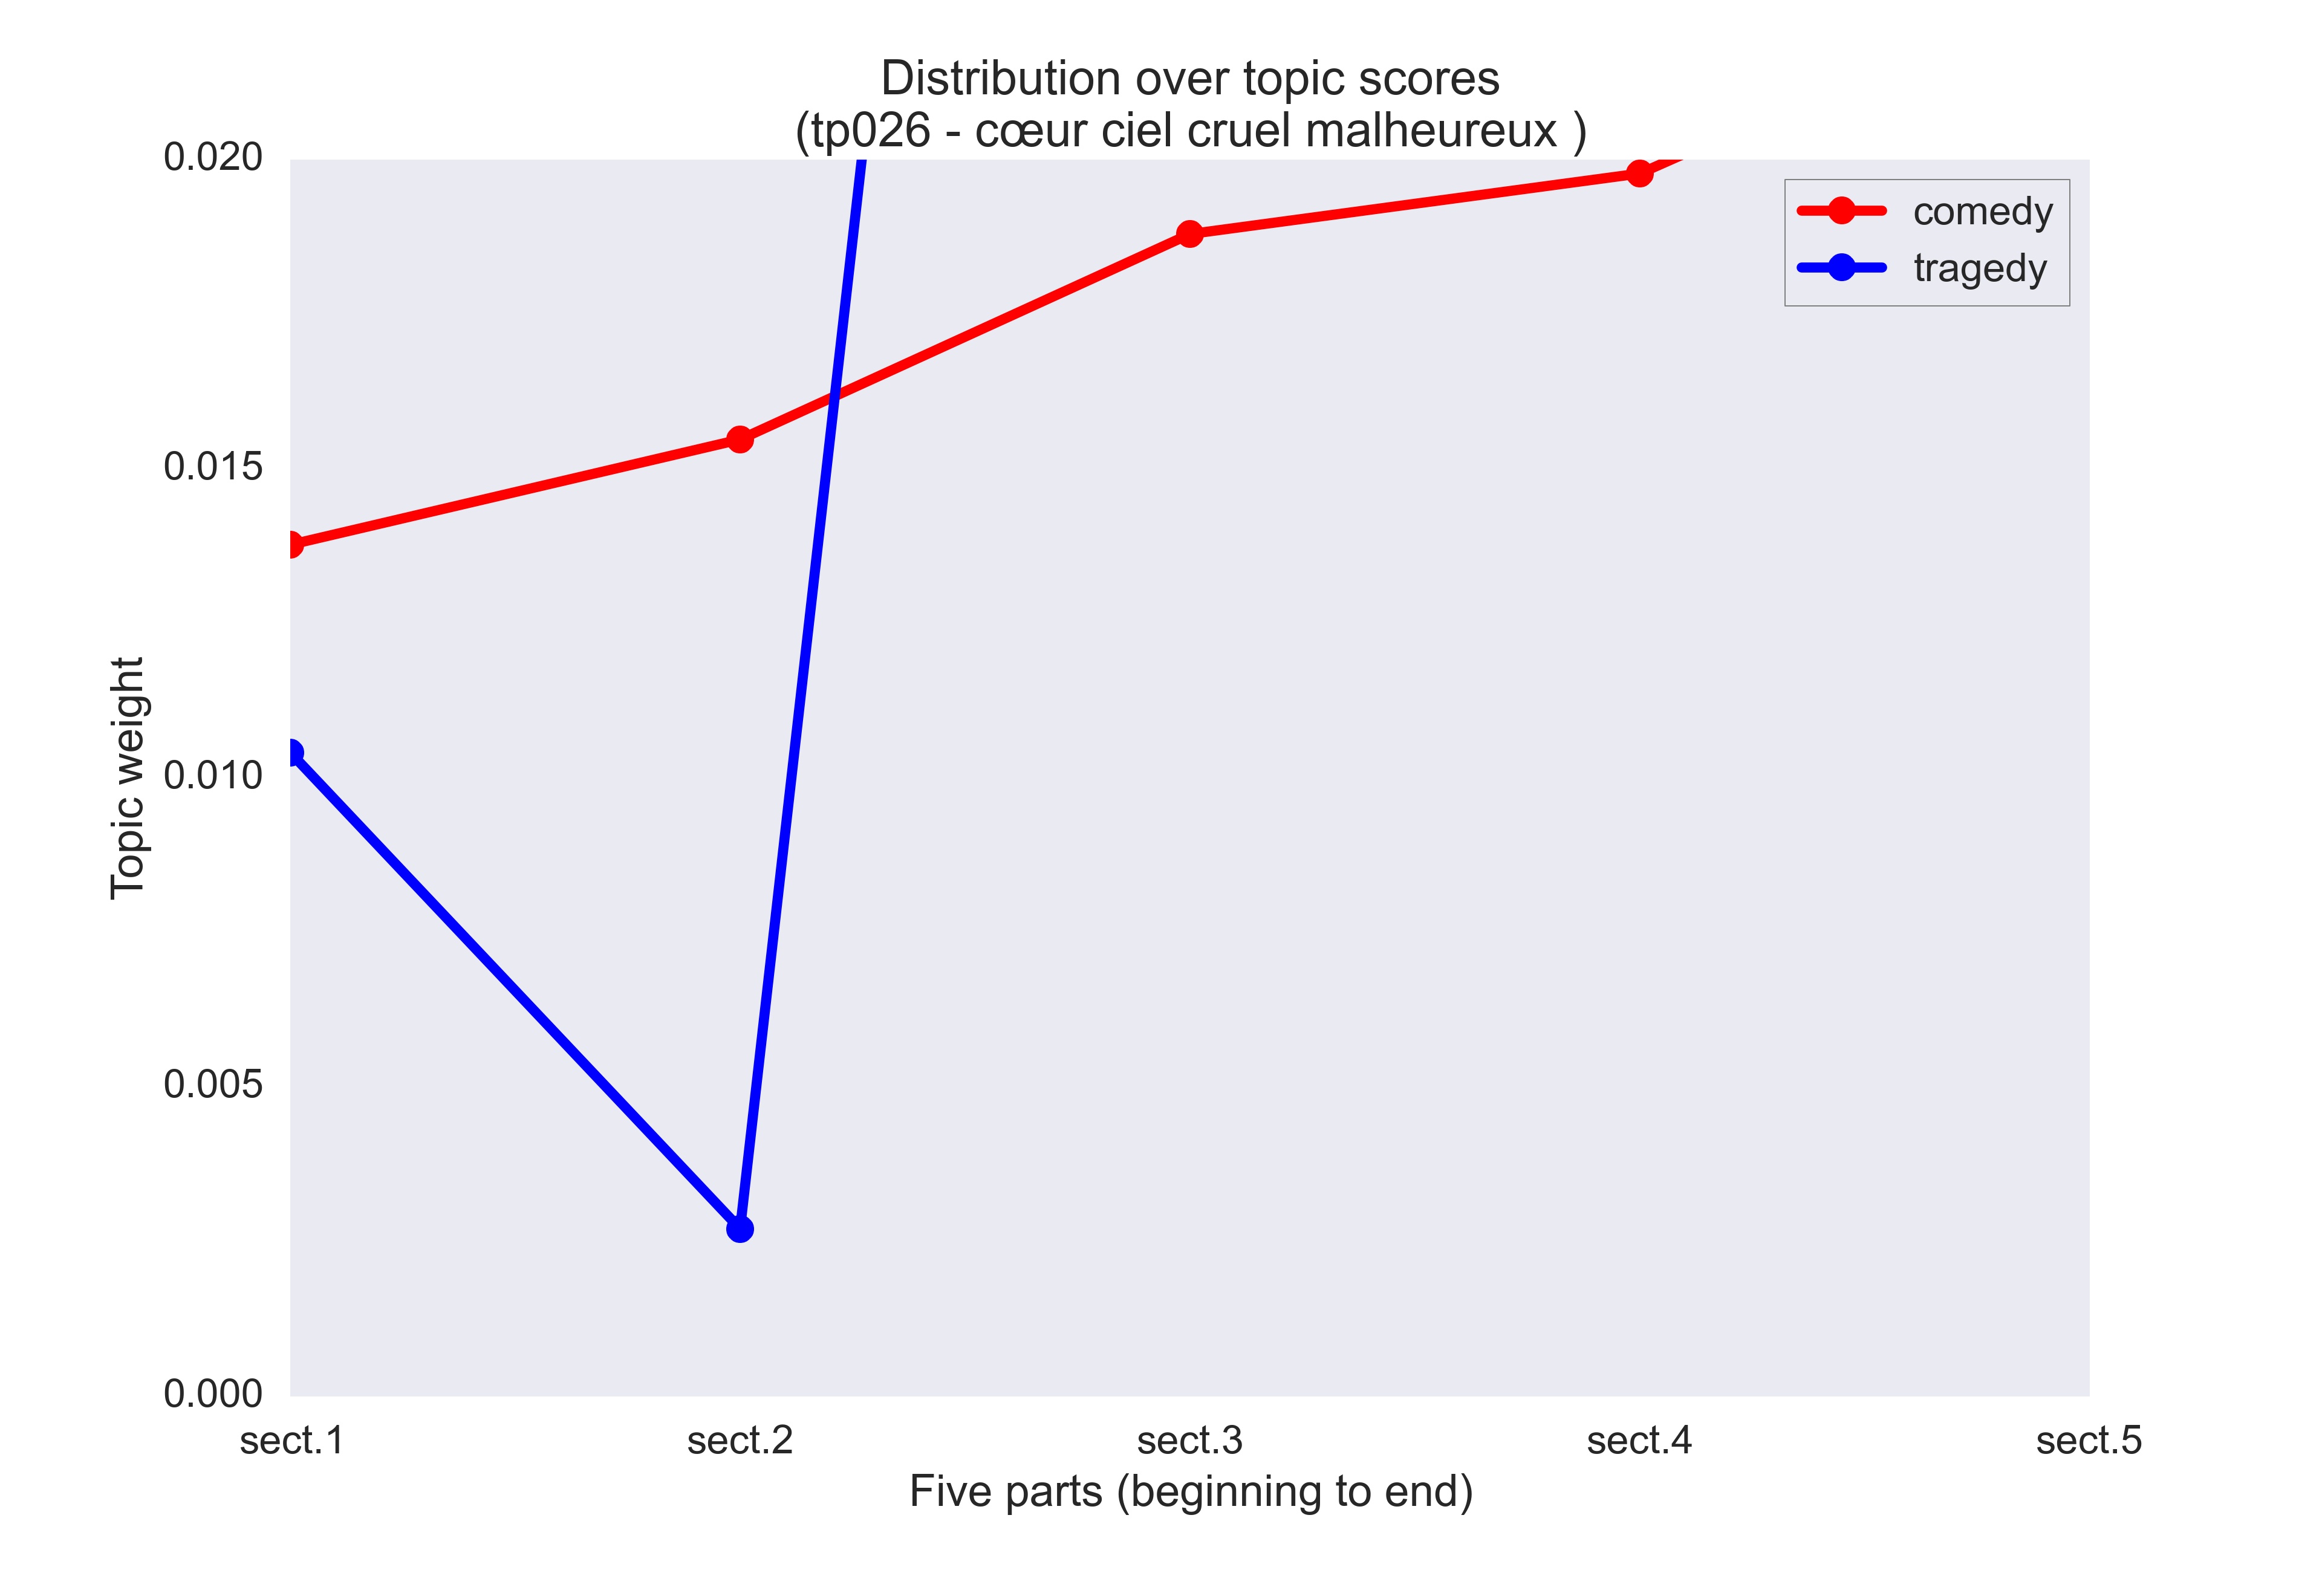 Distribution over topic scores
(tp026 - cœur ciel cruel malheureux )
0.020
0.015
0.010
0.005
0.000
Topic weight
comedy
tragedy
sect.1
sect.2
sect.3
sect.4
sect.5
Five parts (beginning to end)